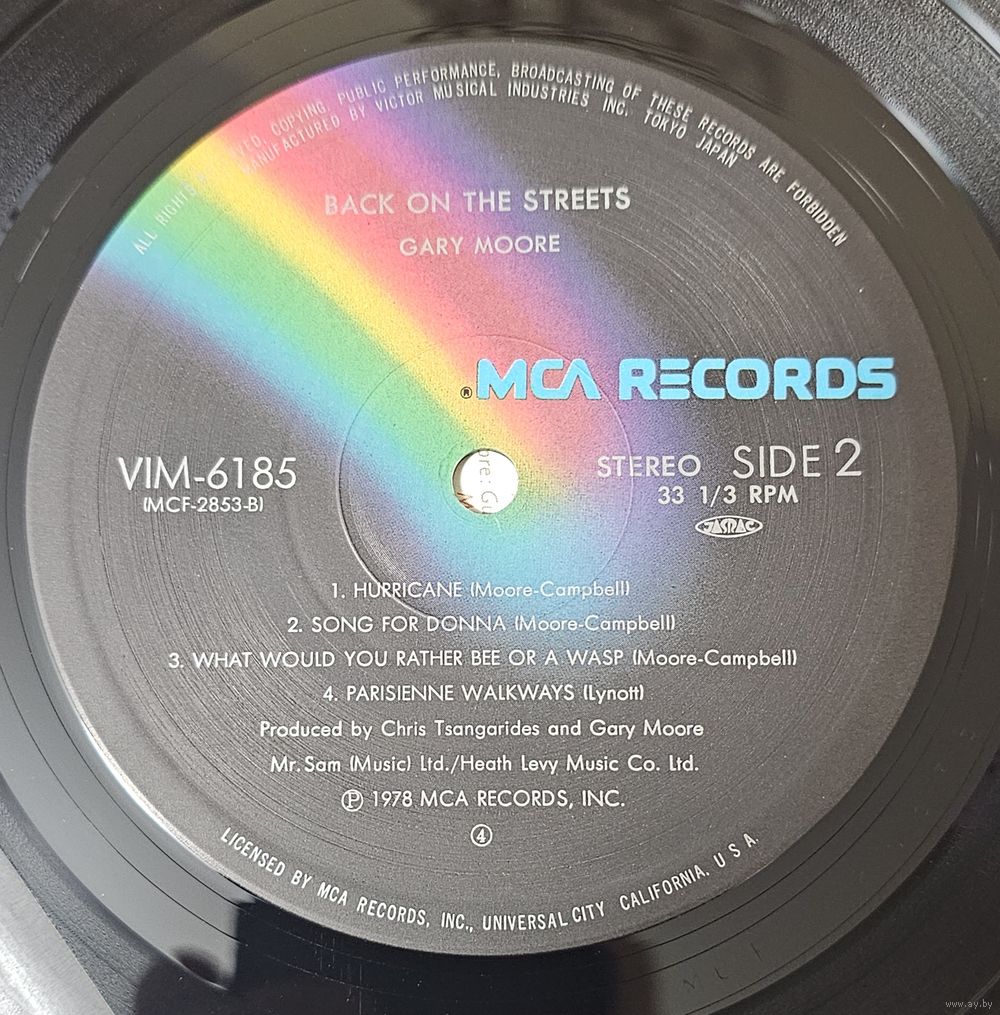 ALL RIGHTS RESERVED. COPYING, PUBLIC PERFORMANCE, BROADCASTING OF THESE RECORDS ARE FORBIDDEN
MANUFACTURED BY VICTOR MUSICAL INDUSTRIES INC. TOKYO JAPAN
BACK ON THE STREETS
GARY MOORE
® MCA RECORDS
VIM-6185
(MCF-2853-B)
STEREO SIDE 2
33 1/3 RPM
JASRAC
1. HURRICANE (Moore-Campbell)
2. SONG FOR DONNA (Moore-Campbell)
3. WHAT WOULD YOU RATHER BEE OR A WASP (Moore-Campbell)
4. PARISIENNE WALKWAYS (Lynott)
Produced by Chris Tsangarides and Gary Moore
Mr. Sam (Music) Ltd./Heath Levy Music Co. Ltd.
Ⓟ 1978 MCA RECORDS, INC.
④
LICENSED BY MCA RECORDS, INC., UNIVERSAL CITY CALIFORNIA, U S A.
www.ay.by